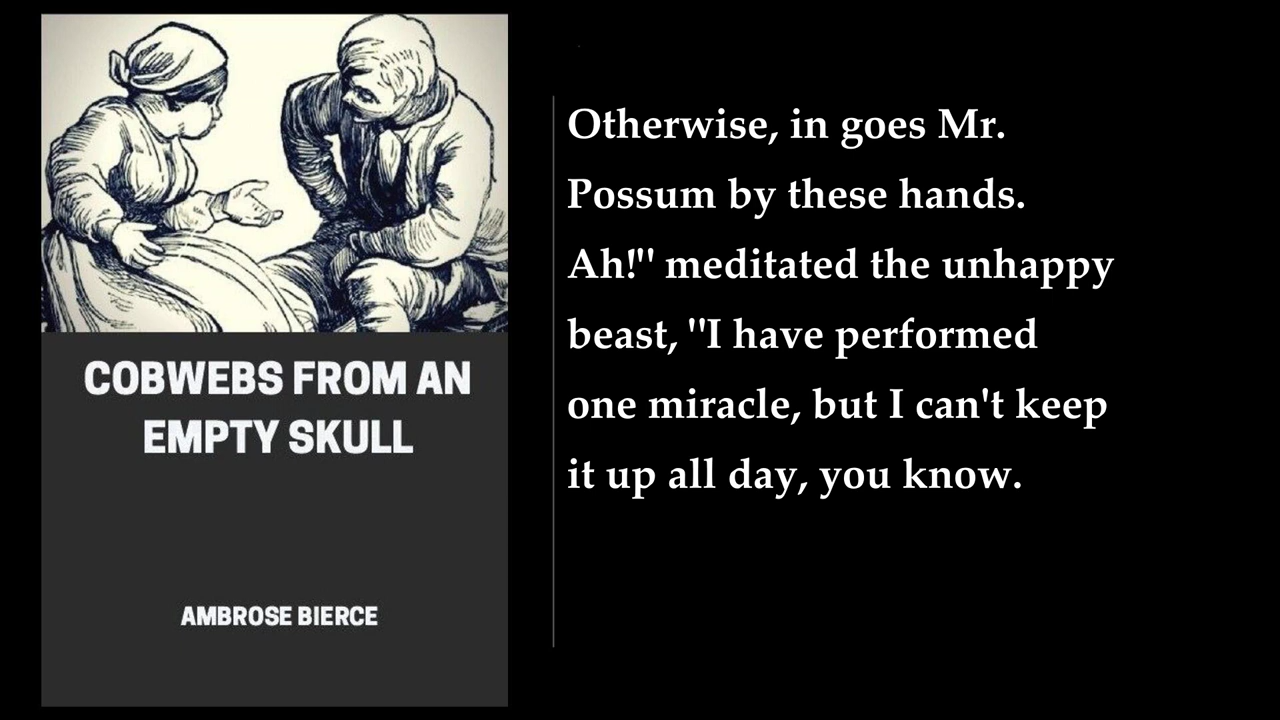 COBWEBS FROM AN
EMPTY SKULL
AMBROSE BIERCE
Otherwise, in goes Mr.
Possum by these hands.
Ah!" meditated the unhappy
beast, "I have performed
one miracle, but I can't keep
it up all day, you know.